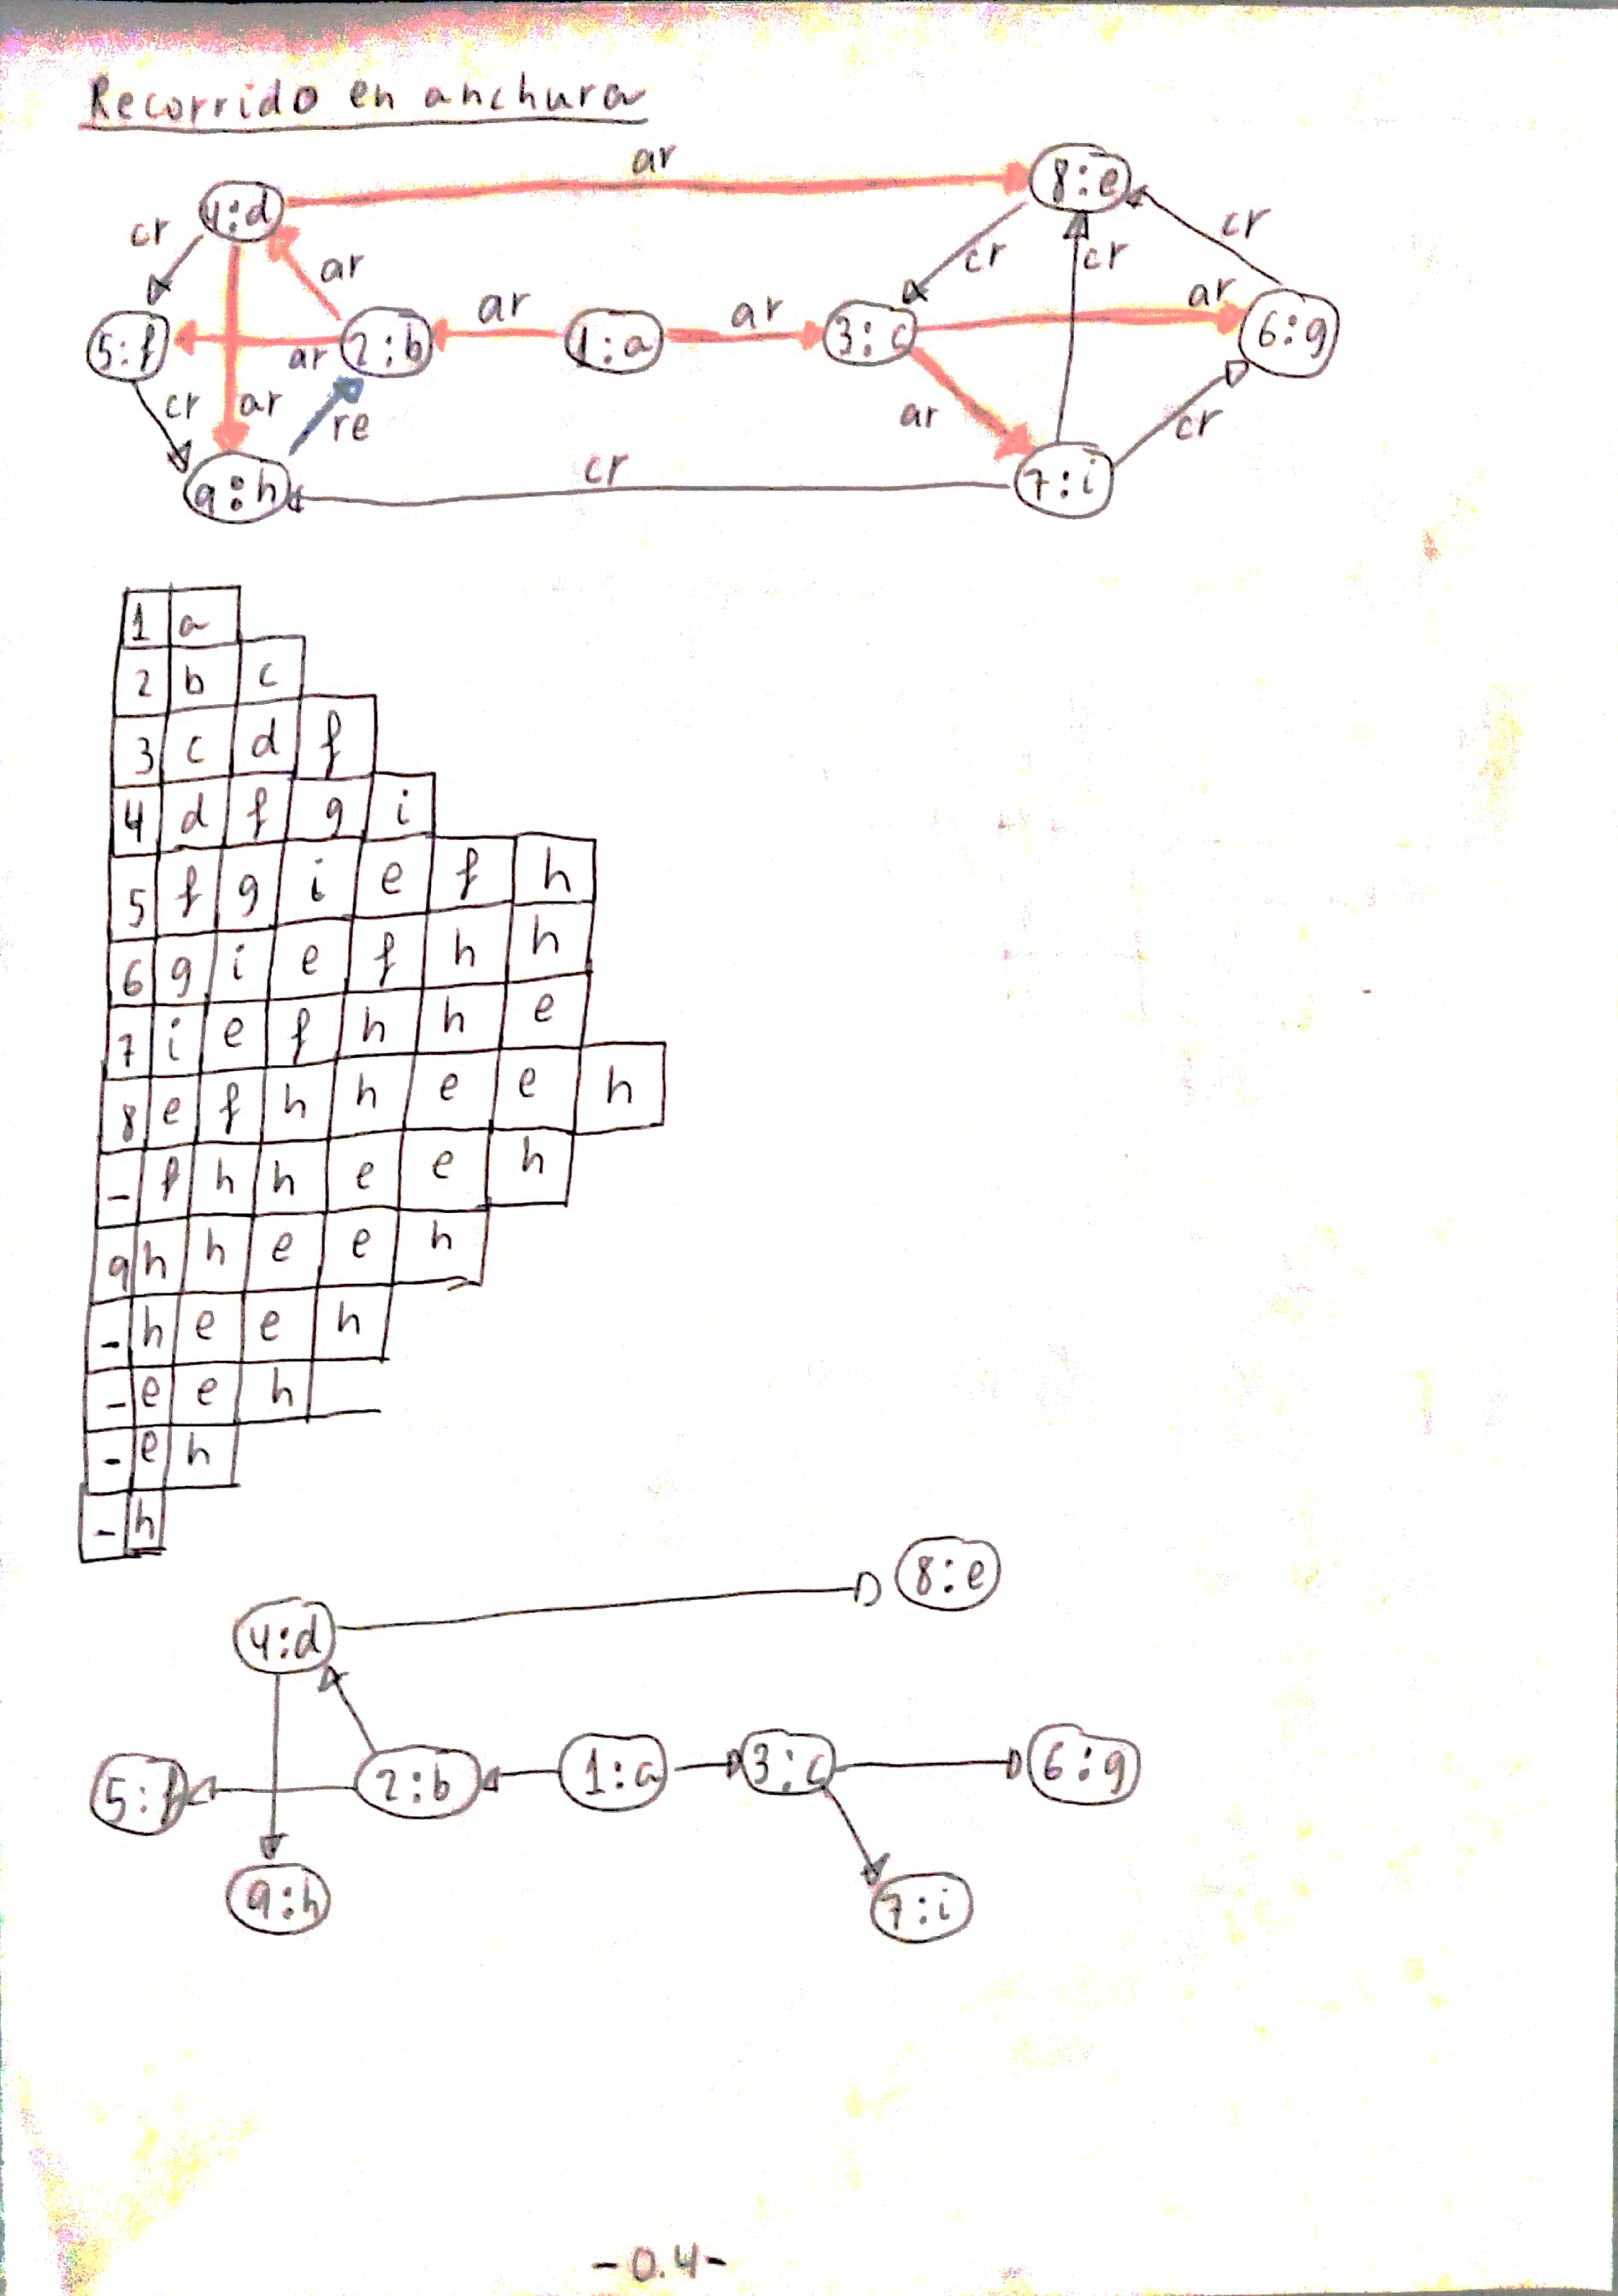 Recorrido en anchura
ar
4:d 8:e
cr ar cr cr cr
5:f ar 2:b ar 1:a ar 3:c ar 6:g
cr ar re ar cr
9:h cr 7:i
1 a
2 b c
3 c d f
4 d f g i
5 f g i e f h
6 g i e f h h
7 i e f h h e
8 e f h h e e h
- f h h e e h
9 h h e e h
- h e e h
- e e h
- e h
- h
8:e
4:d
5:f 2:b 1:a 3:c 6:g
9:h 7:i
-0.4-